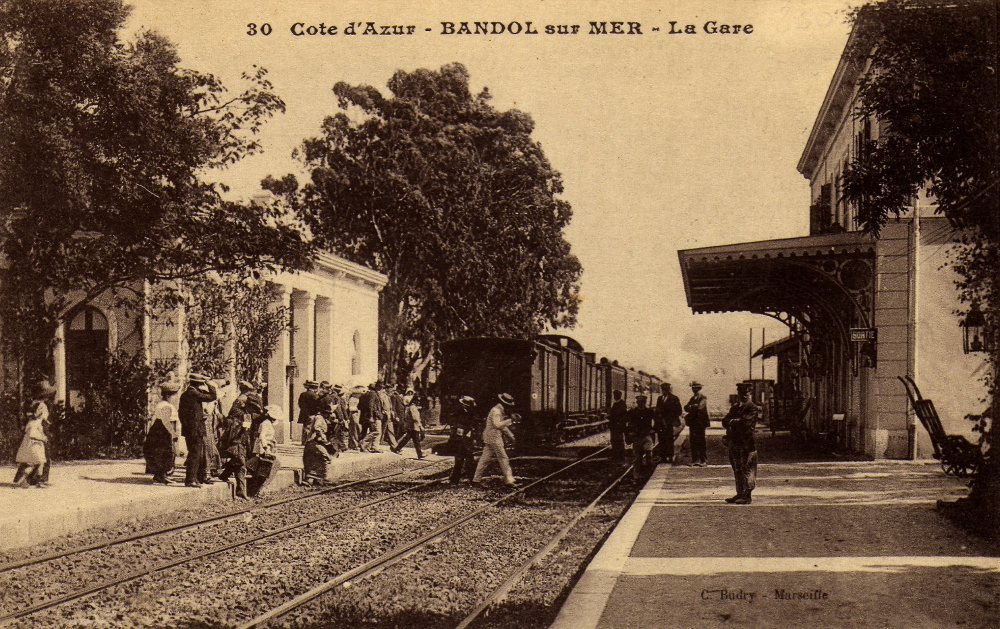 30 Cote d'Azur - BANDOL sur MER - La Gare
SORTIE
C. Budry - Marseille